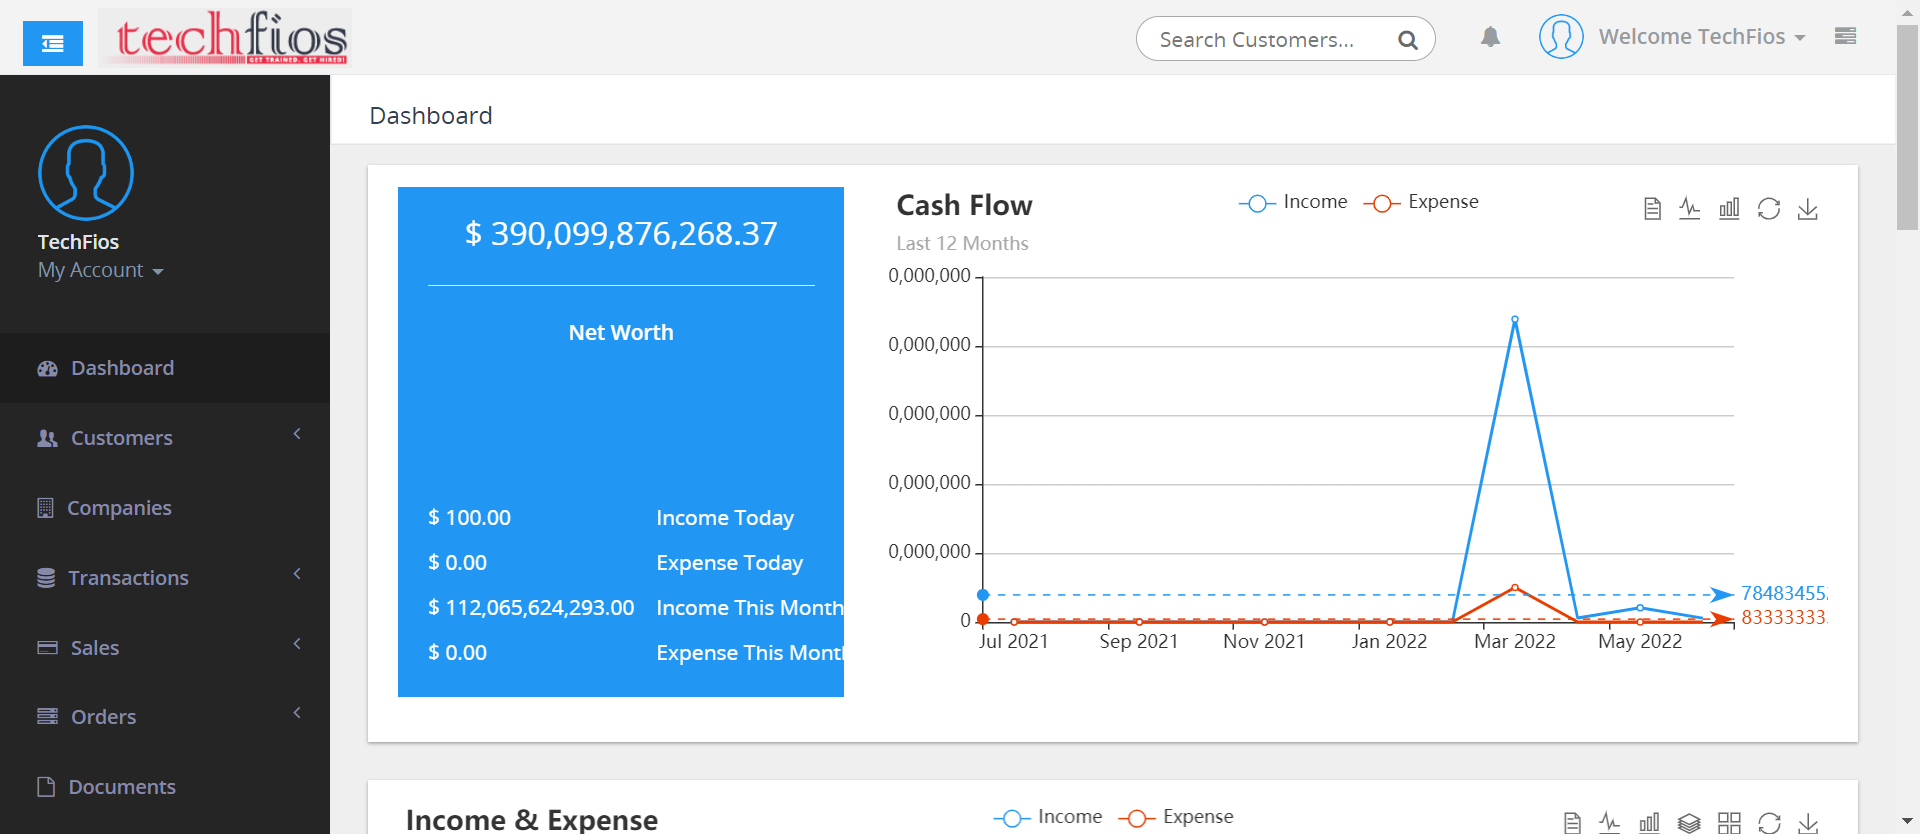 techfios
GET TRAINED. GET HIRED!
Search Customers...
Welcome TechFios
TechFios
My Account
Dashboard
Customers
Companies
Transactions
Sales
Orders
Documents
Dashboard
$ 390,099,876,268.37
Net Worth
$ 100.00 Income Today
$ 0.00 Expense Today
$ 112,065,624,293.00 Income This Month
$ 0.00 Expense This Month
Cash Flow
Last 12 Months
Income Expense
0,000,000
0,000,000
0,000,000
0,000,000
0,000,000
0
78483455
83333333
Jul 2021 Sep 2021 Nov 2021 Jan 2022 Mar 2022 May 2022
Income & Expense
Income Expense